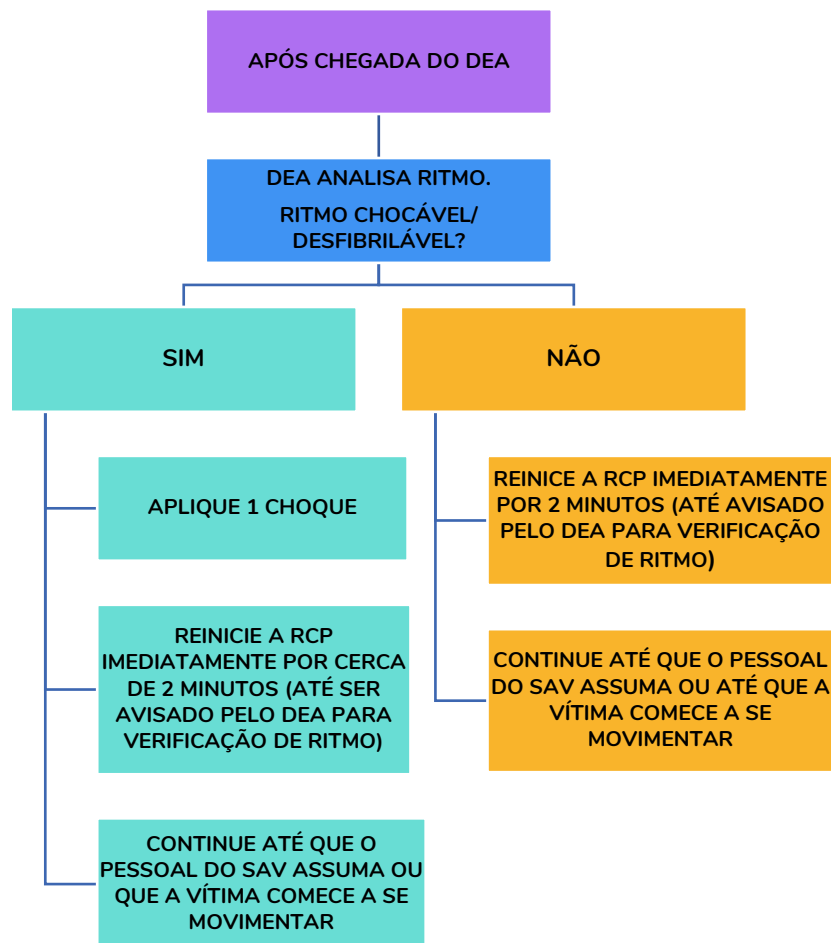 APÓS CHEGADA DO DEA
DEA ANALISA RITMO.
RITMO CHOCÁVEL/
DESFIBRILÁVEL?
SIM
APLIQUE 1 CHOQUE
REINICIE A RCP
IMEDIATAMENTE POR CERCA
DE 2 MINUTOS (ATÉ SER
AVISADO PELO DEA PARA
VERIFICAÇÃO DE RITMO)
CONTINUE ATÉ QUE O
PESSOAL DO SAV ASSUMA OU
QUE A VÍTIMA COMECE A SE
MOVIMENTAR
NÃO
REINICE A RCP IMEDIATAMENTE
POR 2 MINUTOS (ATÉ AVISADO
PELO DEA PARA VERIFICAÇÃO
DE RITMO)
CONTINUE ATÉ QUE O PESSOAL
DO SAV ASSUMA OU ATÉ QUE A
VÍTIMA COMECE A SE
MOVIMENTAR